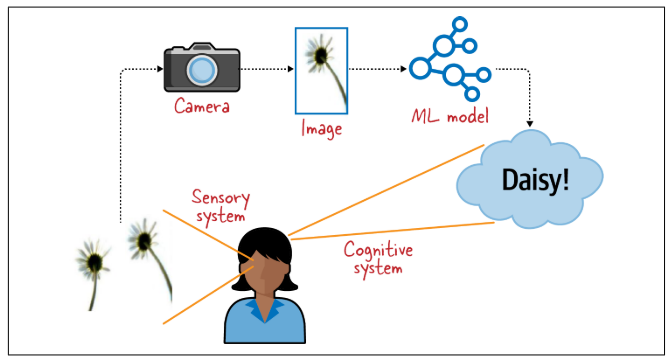 Camera
Image
ML model
Daisy!
Sensory
system
Cognitive
system